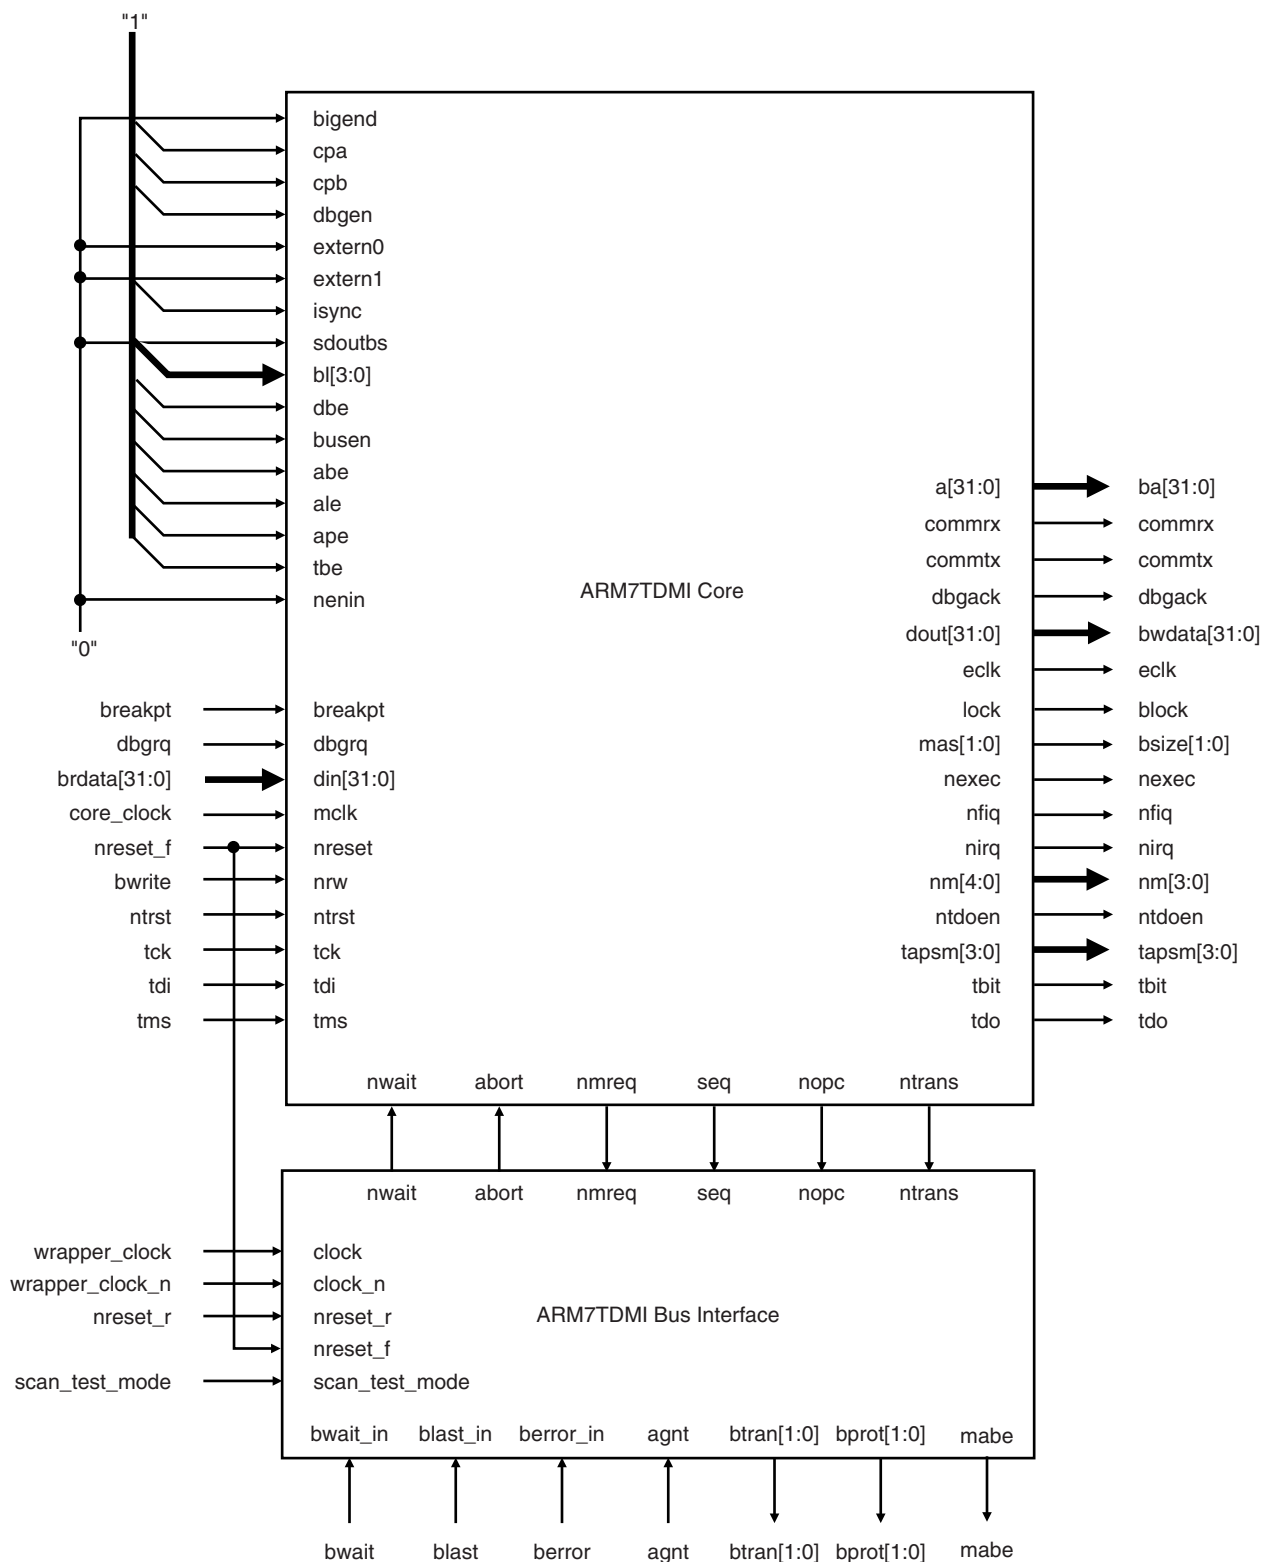 "1"
bigend
cpa
cpb
dbgen
extern0
extern1
isync
sdoutbs
bl[3:0]
dbe
busen
abe
a[31:0] ba[31:0]
ale
commrx commrx
ape
commtx commtx
tbe
ARM7TDMI Core
nenin
dbgack dbgack
"0"
dout[31:0] bwdata[31:0]
eclk eclk
breakpt breakpt lock block
dbgrq dbgrq mas[1:0] bsize[1:0]
brdata[31:0] din[31:0] nexec nexec
core_clock mclk nfiq nfiq
nreset_f nreset nirq nirq
bwrite nrw nm[4:0] nm[3:0]
ntrst ntrst ntdoen ntdoen
tck tck tapsm[3:0] tapsm[3:0]
tdi tdi tbit tbit
tms tms tdo tdo
nwait abort nmreq seq nopc ntrans
nwait abort nmreq seq nopc ntrans
wrapper_clock clock
wrapper_clock_n clock_n
nreset_r nreset_r ARM7TDMI Bus Interface
nreset_f
scan_test_mode scan_test_mode
bwait_in blast_in berror_in agnt btran[1:0] bprot[1:0] mabe
bwait blast berror agnt btran[1:0] bprot[1:0] mabe